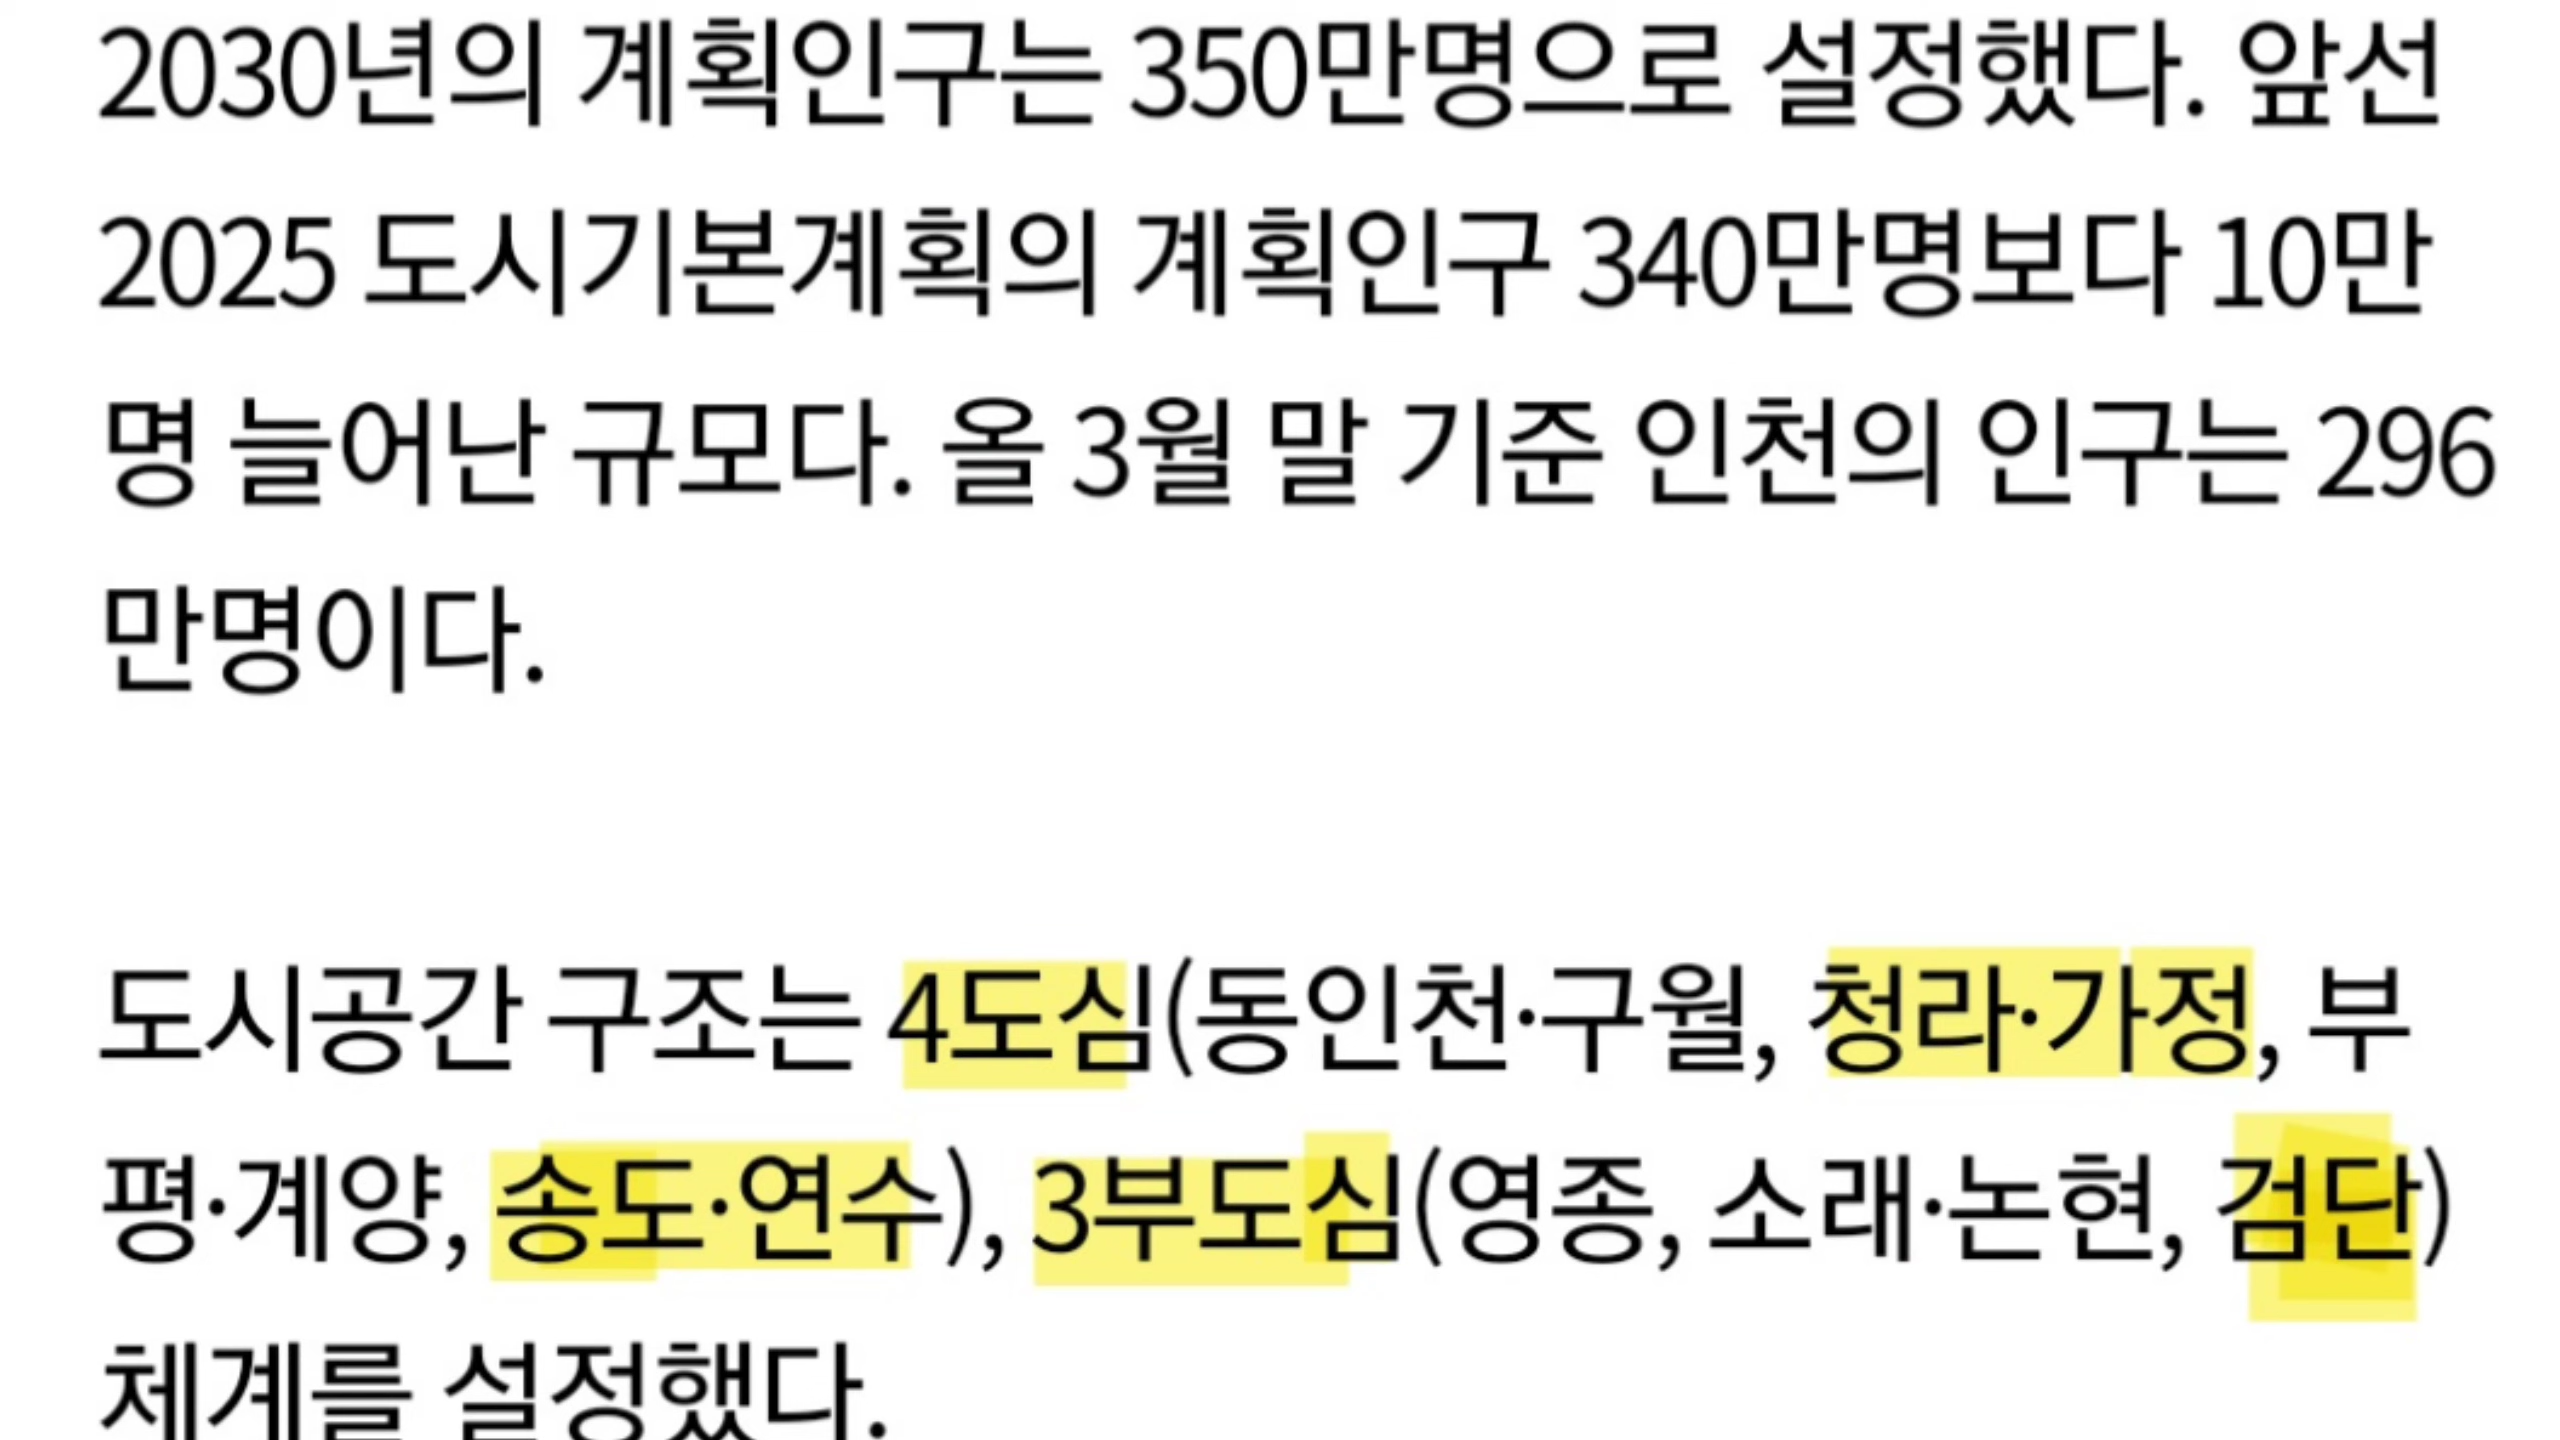 2030년의 계획인구는 350만명으로 설정했다. 앞선
2025 도시기본계획의 계획인구 340만명보다 10만
명 늘어난 규모다. 올 3월 말 기준 인천의 인구는 296
만명이다.
도시공간 구조는 4도심(동인천·구월, 청라·가정, 부
평·계양, 송도·연수), 3부도심(영종, 소래·논현, 검단)
체계를 설정했다.